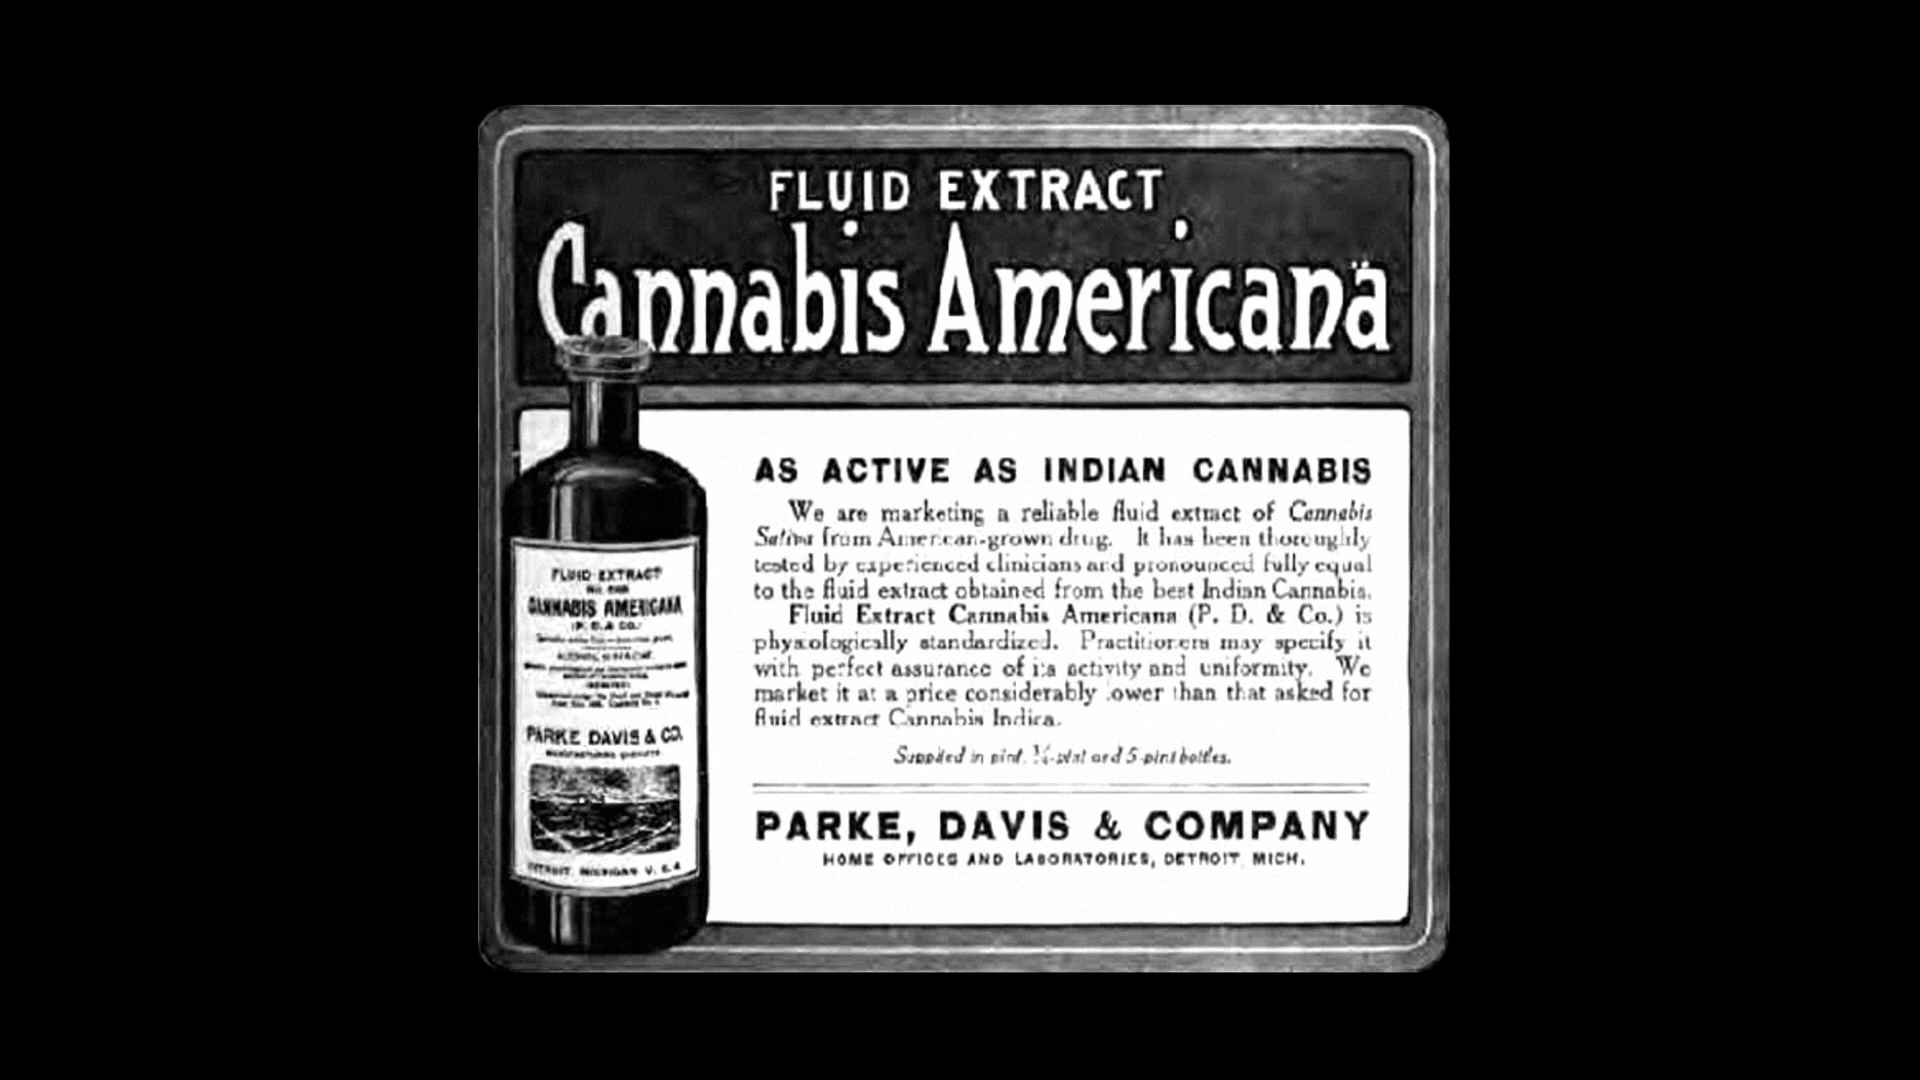 FLUID EXTRACT
Cannabis Americana
AS ACTIVE AS INDIAN CANNABIS
We are marketing a reliable fluid extract of Cannabis
Sativa from American-grown drug. It has been thoroughly
tested by experienced clinicians and pronounced fully equal
to the fluid extract obtained from the best Indian Cannabis.
Fluid Extract Cannabis Americana (P. D. & Co.) is
physiologically standardized. Practitioners may specify it
with perfect assurance of its activity and uniformity. We
market it at a price considerably lower than that asked for
fluid extract Cannabis Indica.
Supplied in pint, ¼-pint and 5-pint bottles.
PARKE, DAVIS & COMPANY
HOME OFFICES AND LABORATORIES, DETROIT, MICH.
FLUID EXTRACT
CANNABIS AMERICANA
(P. D. & CO.)
PARKE DAVIS & CO.
DETROIT, MICHIGAN U. S. A